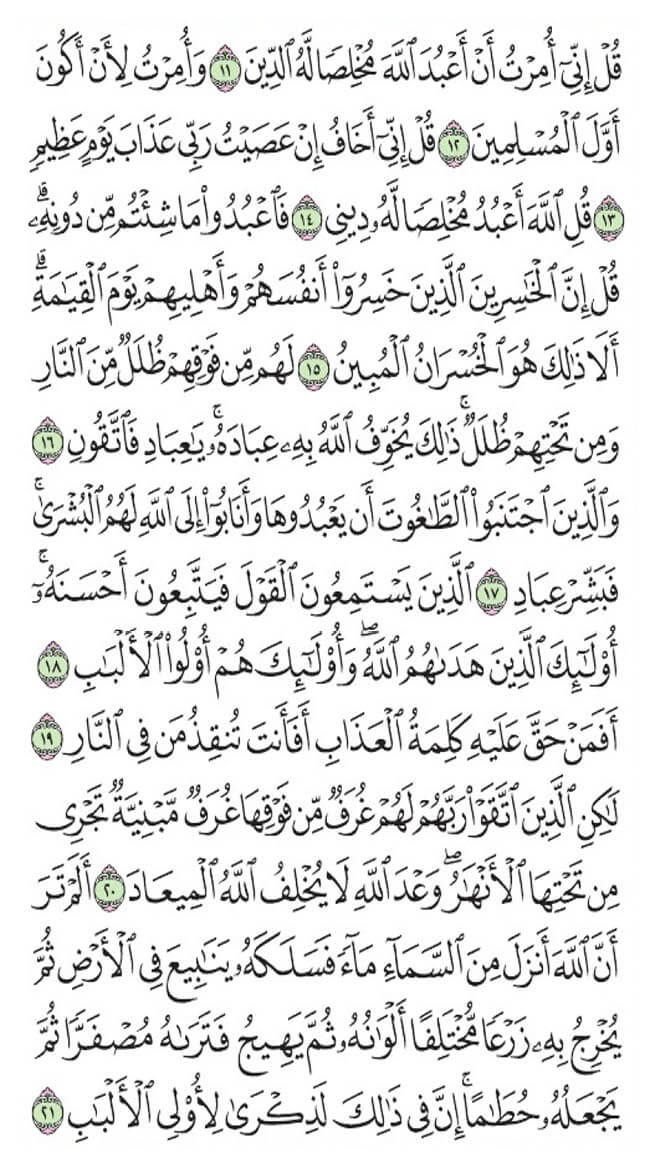 قُلۡ إِنِّيٓ أُمِرۡتُ أَنۡ أَعۡبُدَ ٱللَّهَ مُخۡلِصٗا لَّهُ ٱلدِّينَ ١١ وَأُمِرۡتُ لِأَنۡ أَكُونَ
أَوَّلَ ٱلۡمُسۡلِمِينَ ١٢ قُلۡ إِنِّيٓ أَخَافُ إِنۡ عَصَيۡتُ رَبِّي عَذَابَ يَوۡمٍ عَظِيمٖ
١٣ قُلِ ٱللَّهَ أَعۡبُدُ مُخۡلِصٗا لَّهُۥ دِينِي ١٤ فَٱعۡبُدُواْ مَا شِئۡتُم مِّن دُونِهِۦۗ
قُلۡ إِنَّ ٱلۡخَٰسِرِينَ ٱلَّذِينَ خَسِرُوٓاْ أَنفُسَهُمۡ وَأَهۡلِيهِمۡ يَوۡمَ ٱلۡقِيَٰمَةِۗ
أَلَا ذَٰلِكَ هُوَ ٱلۡخُسۡرَانُ ٱلۡمُبِينُ ١٥ لَهُم مِّن فَوۡقِهِمۡ ظُلَلٞ مِّنَ ٱلنَّارِ
وَمِن تَحۡتِهِمۡ ظُلَلٞۚ ذَٰلِكَ يُخَوِّفُ ٱللَّهُ بِهِۦ عِبَادَهُۥۚ يَٰعِبَادِ فَٱتَّقُونِ ١٦
وَٱلَّذِينَ ٱجۡتَنَبُواْ ٱلطَّٰغُوتَ أَن يَعۡبُدُوهَا وَأَنَابُوٓاْ إِلَى ٱللَّهِ لَهُمُ ٱلۡبُشۡرَىٰۚ
فَبَشِّرۡ عِبَادِ ١٧ ٱلَّذِينَ يَسۡتَمِعُونَ ٱلۡقَوۡلَ فَيَتَّبِعُونَ أَحۡسَنَهُۥٓۚ
أُوْلَٰٓئِكَ ٱلَّذِينَ هَدَىٰهُمُ ٱللَّهُۖ وَأُوْلَٰٓئِكَ هُمۡ أُوْلُواْ ٱلۡأَلۡبَٰبِ ١٨
أَفَمَنۡ حَقَّ عَلَيۡهِ كَلِمَةُ ٱلۡعَذَابِ أَفَأَنتَ تُنقِذُ مَن فِي ٱلنَّارِ ١٩
لَٰكِنِ ٱلَّذِينَ ٱتَّقَوۡاْ رَبَّهُمۡ لَهُمۡ غُرَفٞ مِّن فَوۡقِهَا غُرَفٞ مَّبۡنِيَّةٞ تَجۡرِي
مِن تَحۡتِهَا ٱلۡأَنۡهَٰرُۖ وَعۡدَ ٱللَّهِ لَا يُخۡلِفُ ٱللَّهُ ٱلۡمِيعَادَ ٢٠ أَلَمۡ تَرَ
أَنَّ ٱللَّهَ أَنزَلَ مِنَ ٱلسَّمَآءِ مَآءٗ فَسَلَكَهُۥ يَنَٰبِيعَ فِي ٱلۡأَرۡضِ ثُمَّ
يُخۡرِجُ بِهِۦ زَرۡعٗا مُّخۡتَلِفًا أَلۡوَٰنُهُۥ ثُمَّ يَهِيجُ فَتَرَىٰهُ مُصۡفَرّٗا ثُمَّ
يَجۡعَلُهُۥ حُطَٰمًاۚ إِنَّ فِي ذَٰلِكَ لَذِكۡرَىٰ لِأُوْلِي ٱلۡأَلۡبَٰبِ ٢١